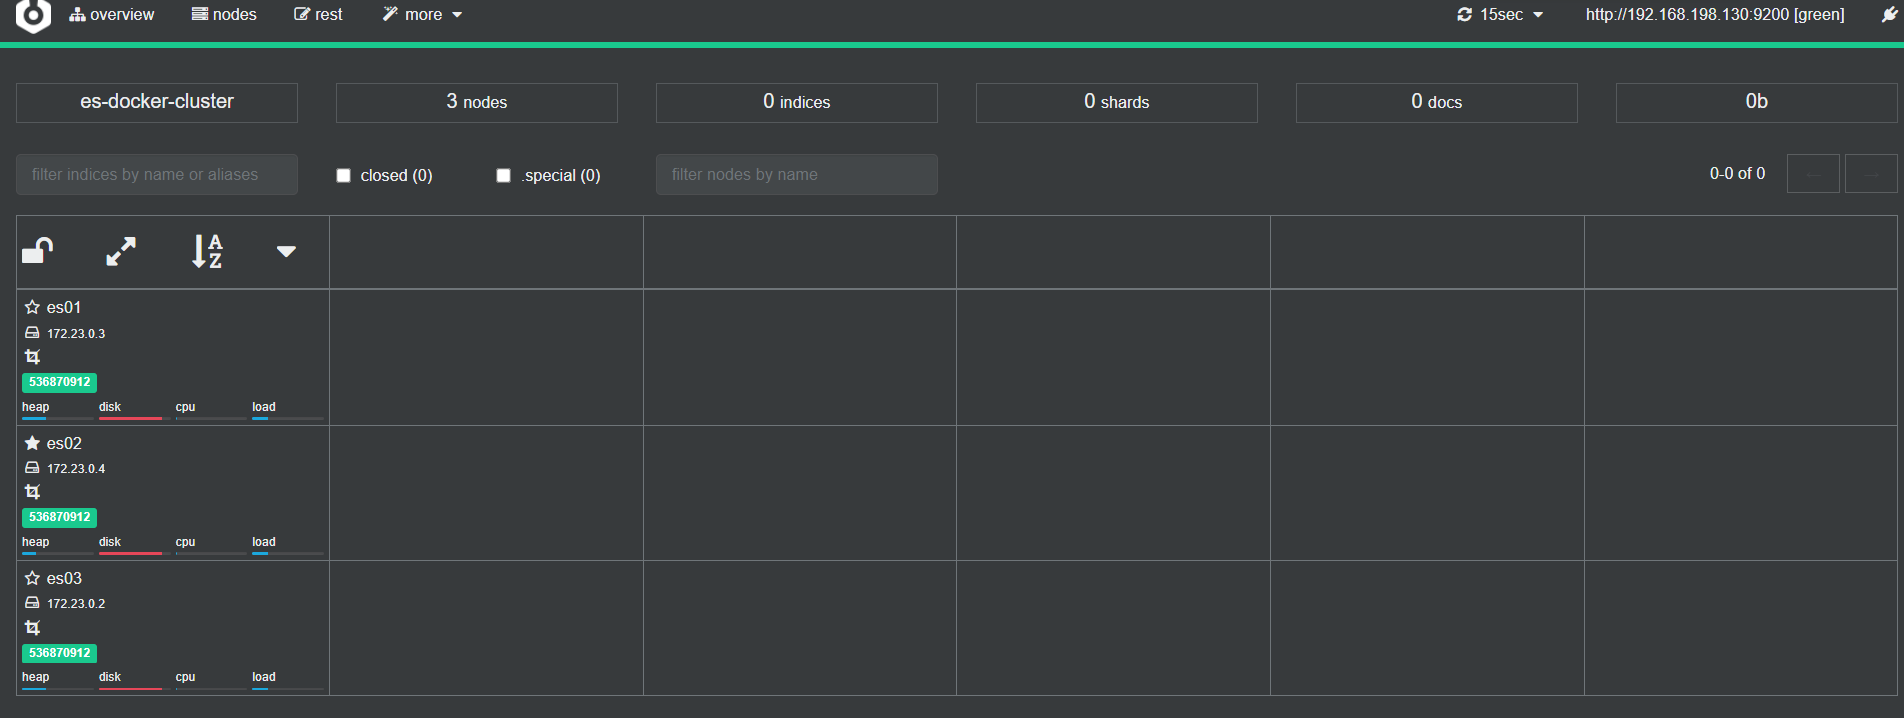 overview nodes rest more 15sec http://192.168.198.130:9200 [green]
es-docker-cluster 3 nodes 0 indices 0 shards 0 docs 0b
filter indices by name or aliases closed (0) .special (0) filter nodes by name 0-0 of 0 ← →
A
Z
es01
172.23.0.3
536870912
heap disk cpu load
es02
172.23.0.4
536870912
heap disk cpu load
es03
172.23.0.2
536870912
heap disk cpu load